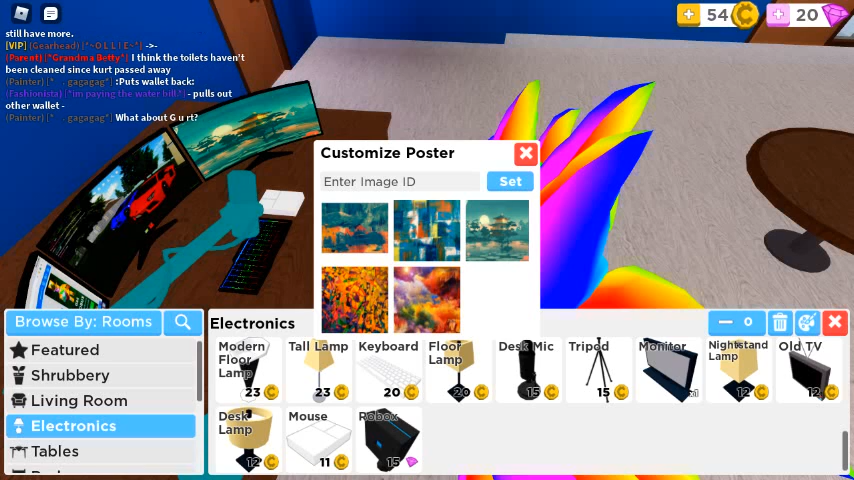 still have more.
[VIP] (Gearhead) [*~O L L I E~*] ->-
(Parent) [*Grandma Betty*] I think the toilets haven't
been cleaned since kurt passed away
(Painter) [* . - gagagag*] :Puts wallet back:
(Fashionista) [*im paying the water bill*] - pulls out
other wallet -
(Painter) [* . - gagagag*] What about G u rt?
54
20
Customize Poster
Enter Image ID
Set
Browse By: Rooms
Featured
Shrubbery
Living Room
Electronics
Tables
Electronics
— 0
Modern Floor Lamp
23
Tall Lamp
23
Keyboard
20
Floor Lamp
20
Desk Mic
15
Tripod
15
Monitor
x1
Nightstand Lamp
12
Old TV
12
Desk Lamp
12
Mouse
11
Robox
15